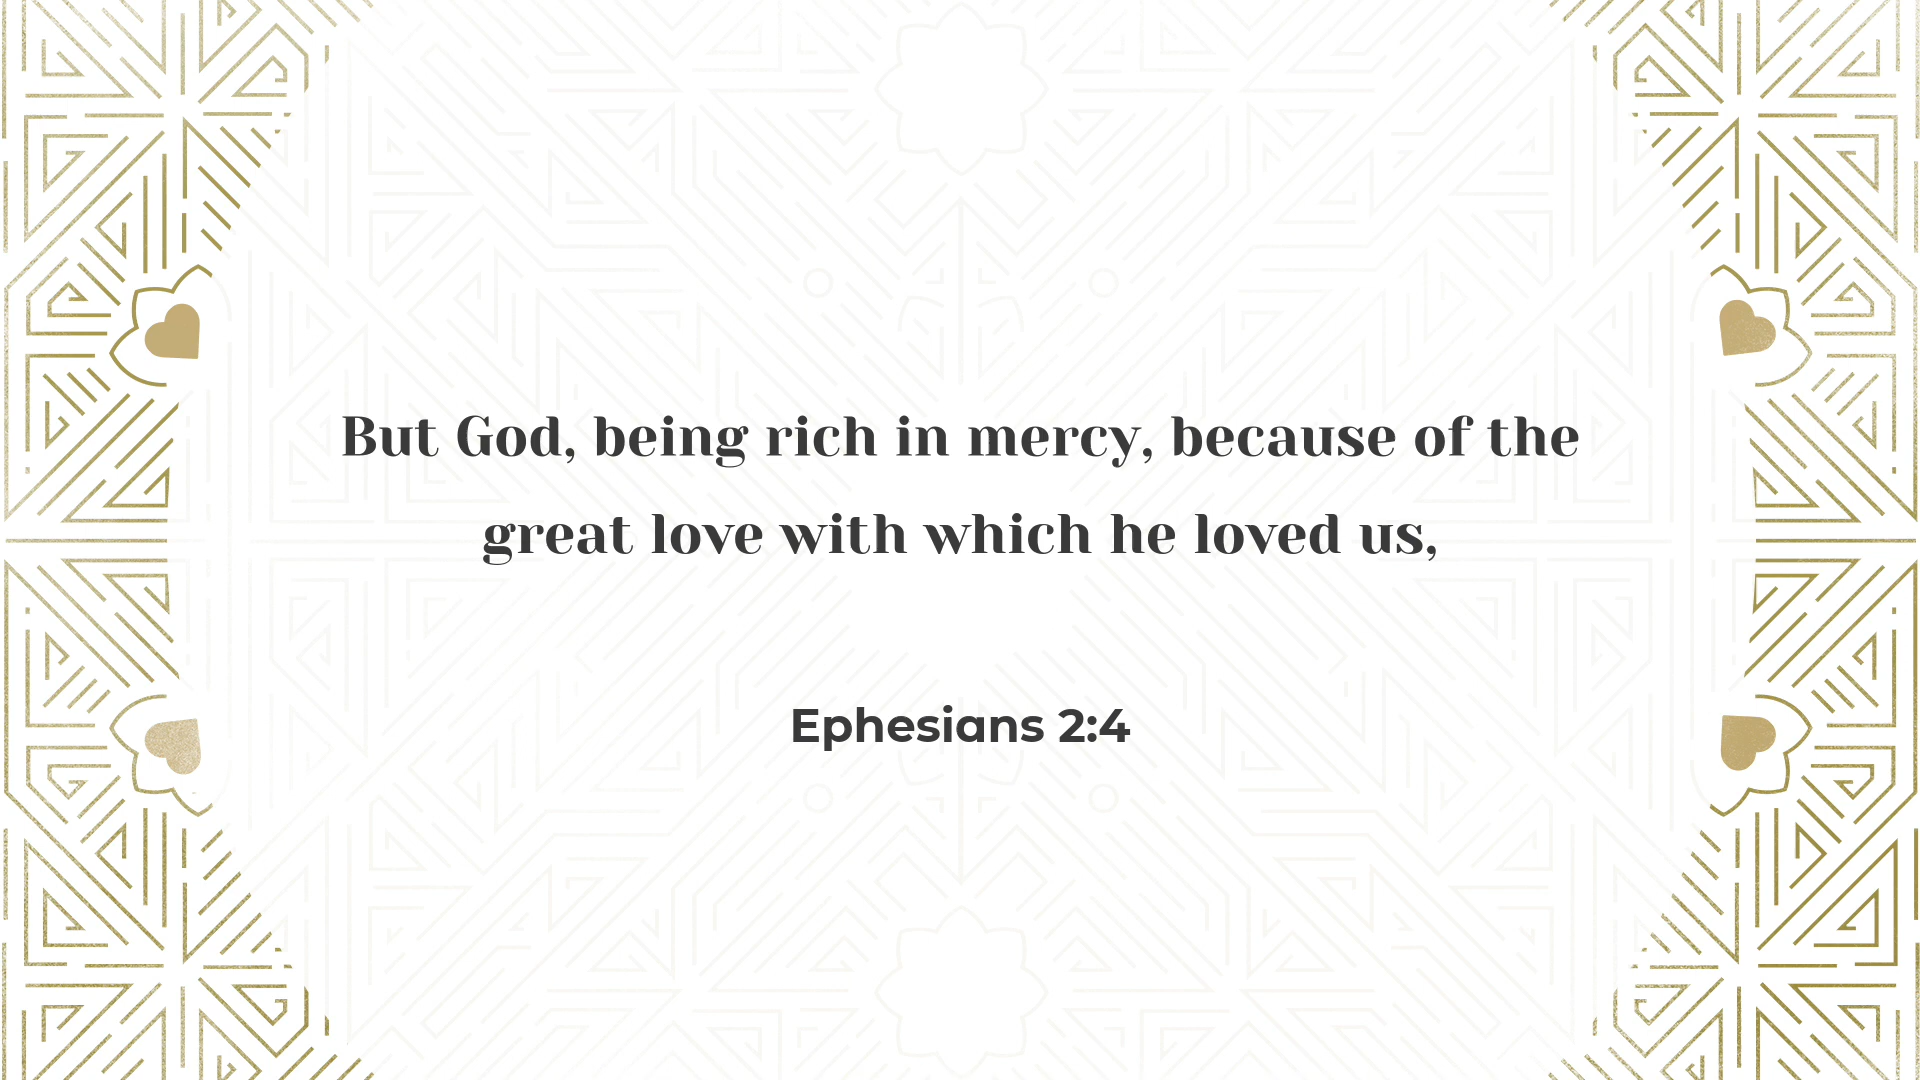 But God, being rich in mercy, because of the
great love with which he loved us,
Ephesians 2:4